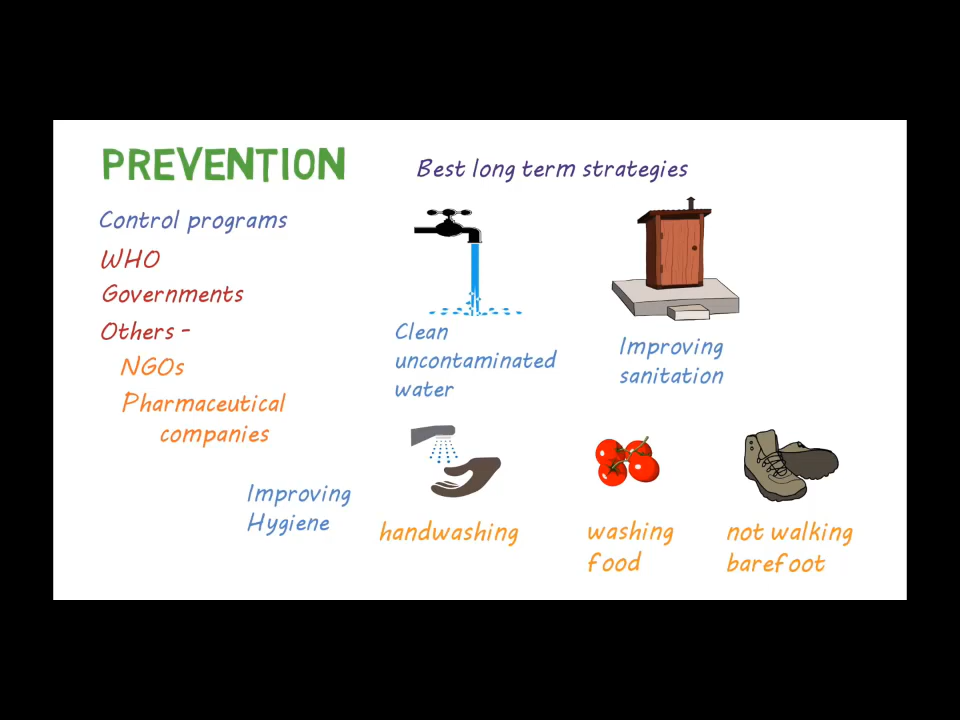 PREVENTION
Best long term strategies
Control programs
WHO
Governments
Others -
NGOs
Pharmaceutical
companies
Clean
uncontaminated
water
Improving
sanitation
Improving
Hygiene
handwashing
washing
food
not walking
barefoot